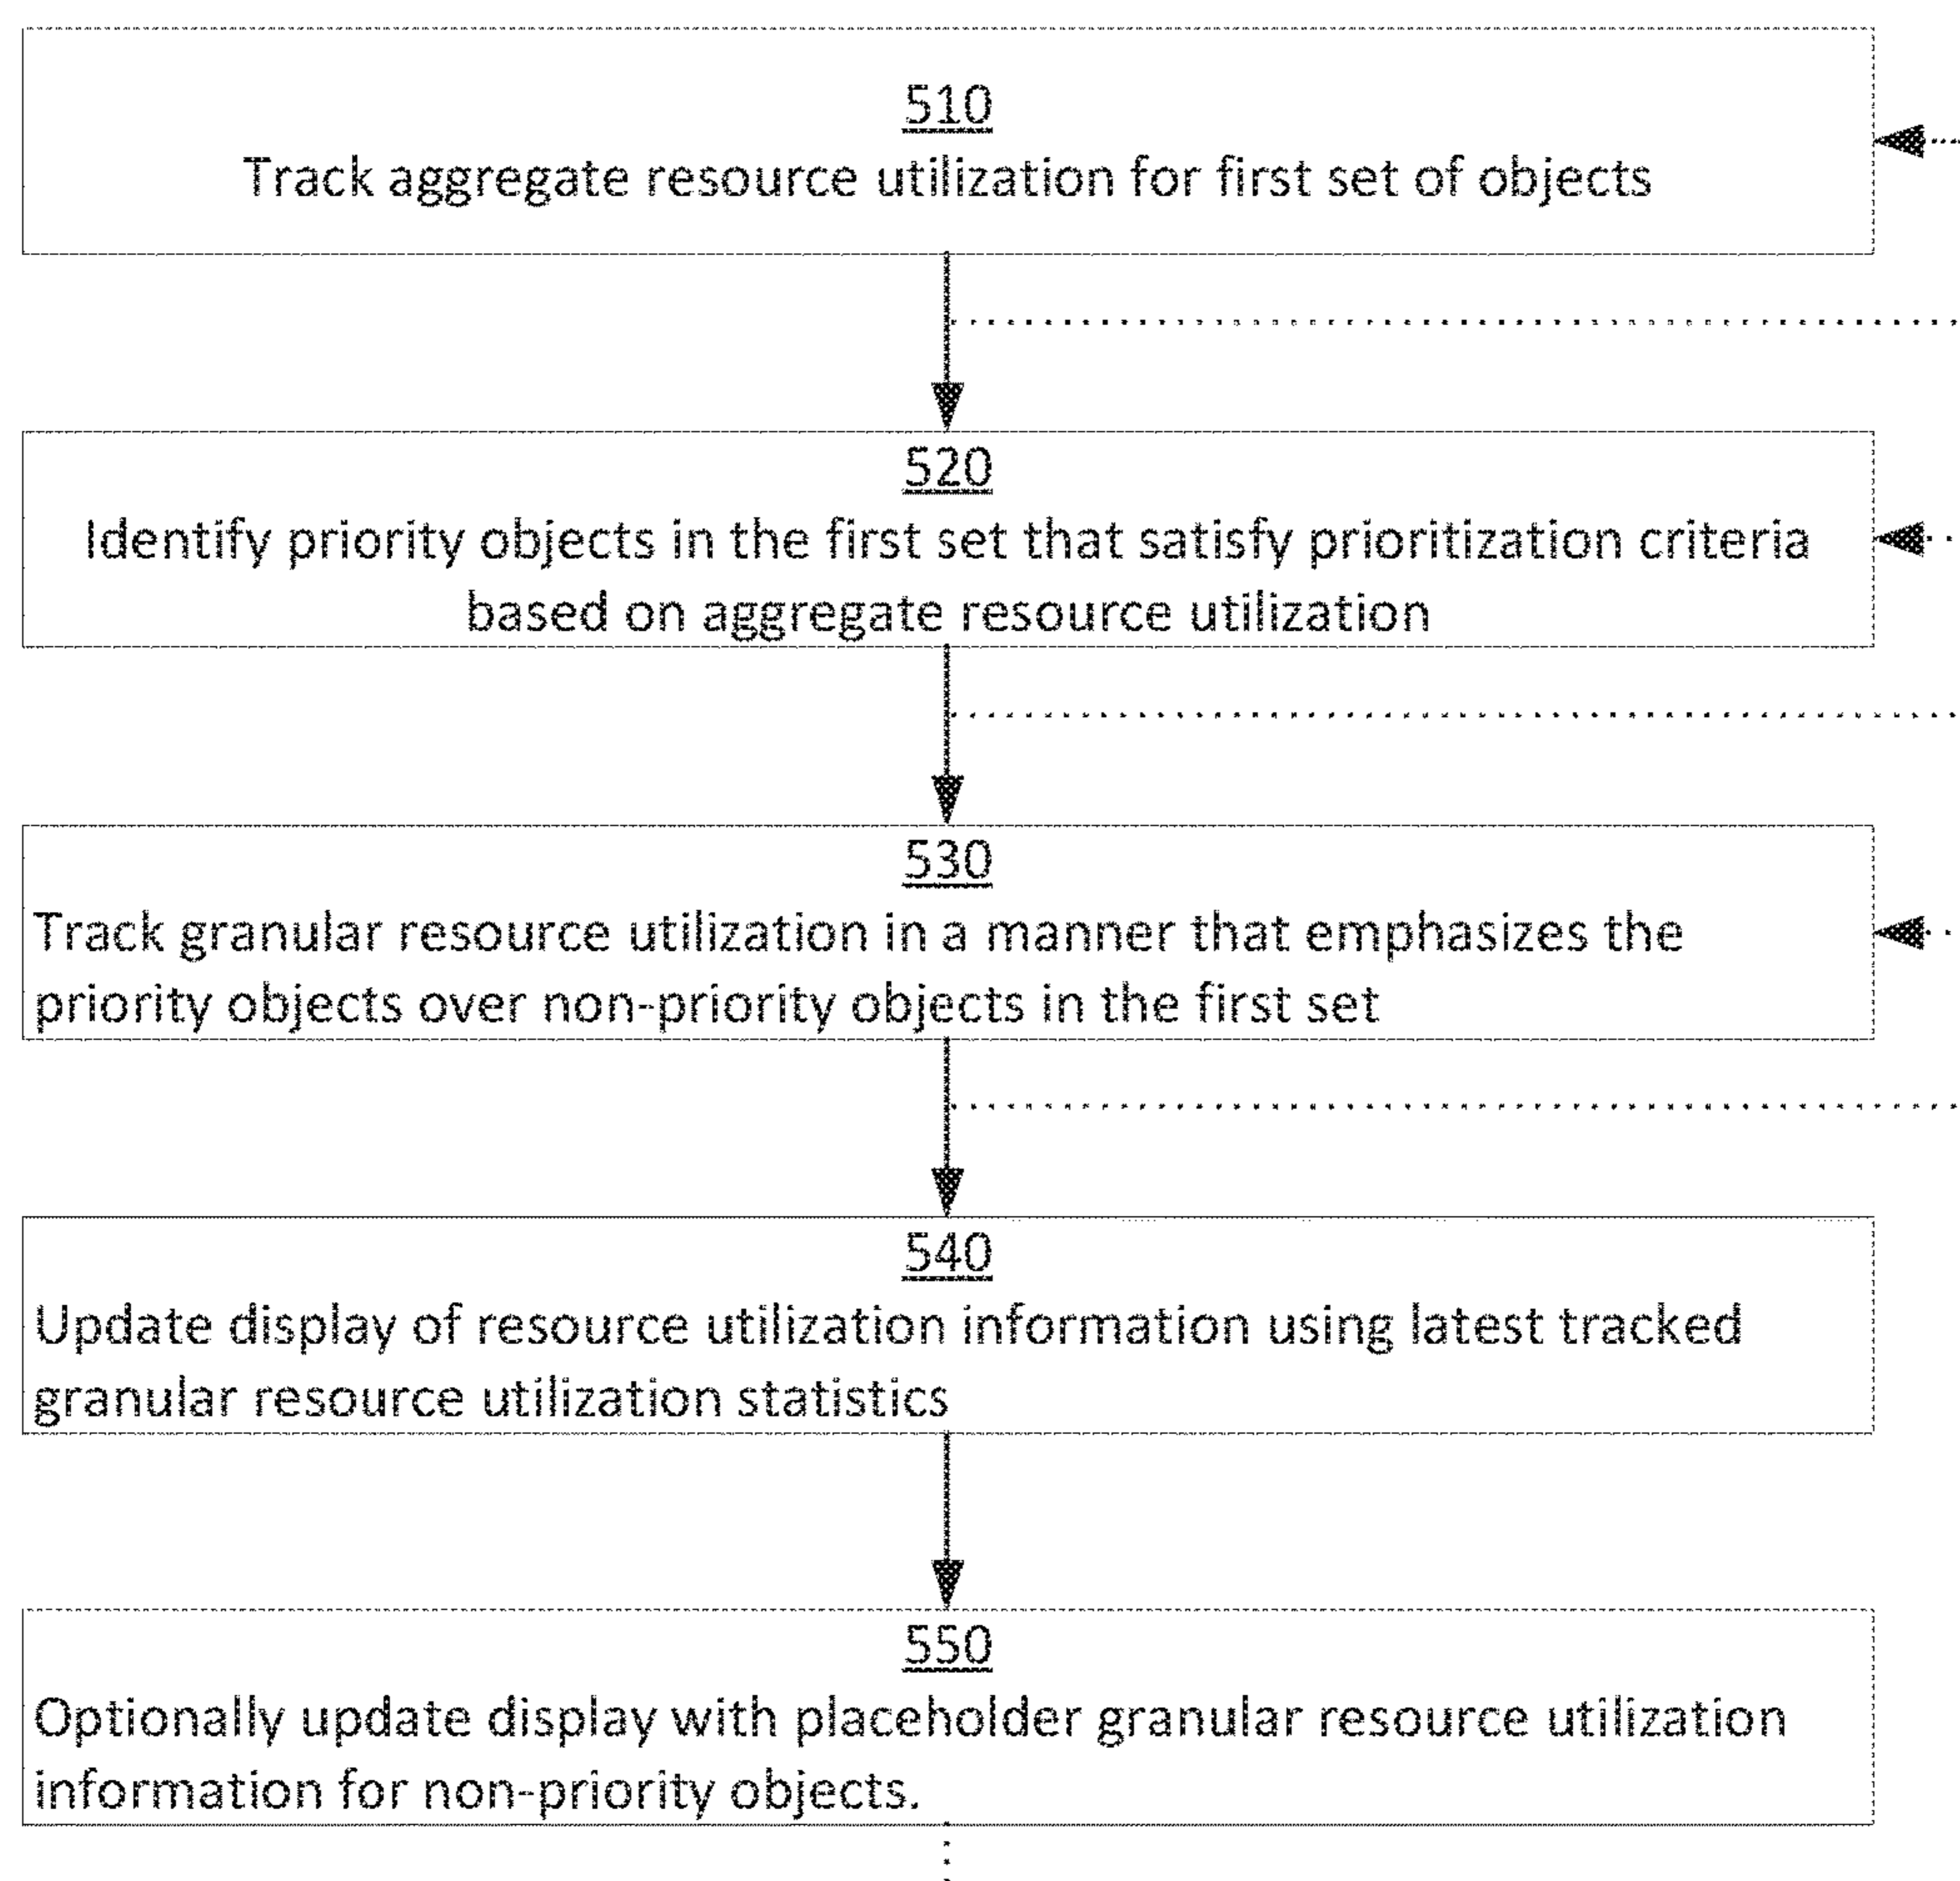 510
Track aggregate resource utilization for first set of objects
520
Identify priority objects in the first set that satisfy prioritization criteria
based on aggregate resource utilization
530
Track granular resource utilization in a manner that emphasizes the
priority objects over non-priority objects in the first set
540
Update display of resource utilization information using latest tracked
granular resource utilization statistics
550
Optionally update display with placeholder granular resource utilization
information for non-priority objects.